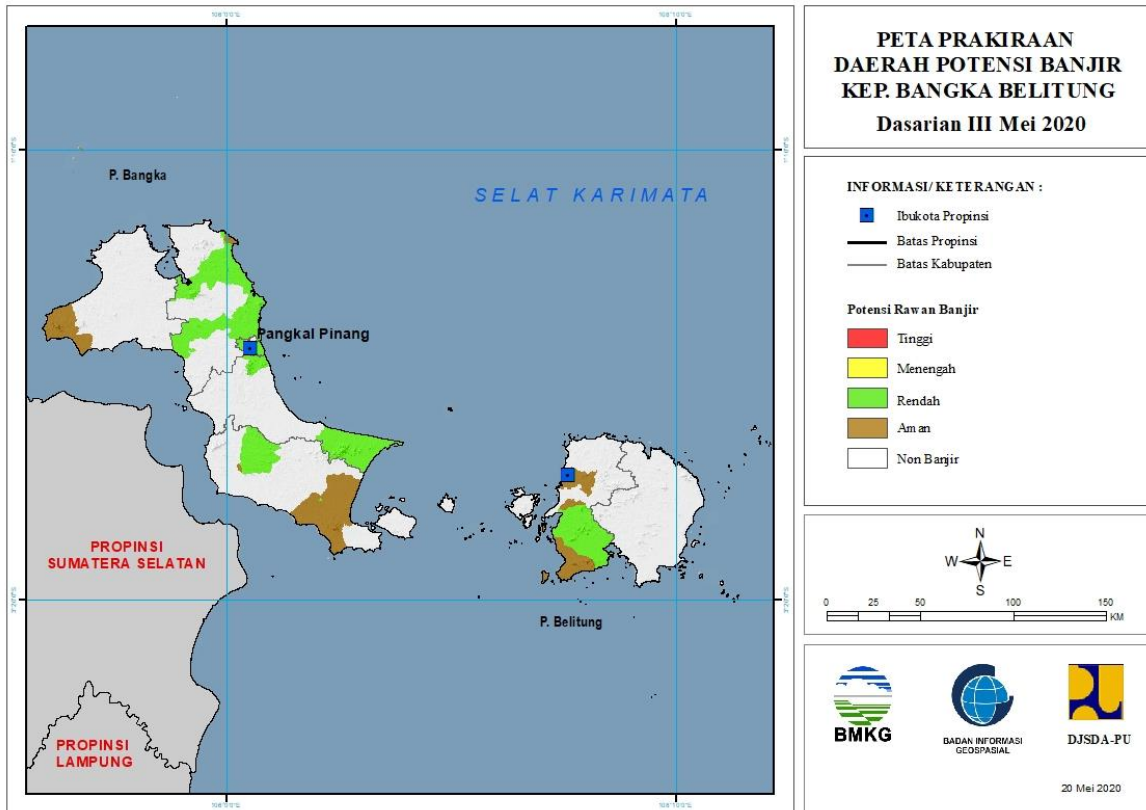 PETA PRAKIRAAN
DAERAH POTENSI BANJIR
KEP. BANGKA BELITUNG
Dasarian III Mei 2020
P. Bangka
SELAT KARIMATA
Pangkal Pinang
PROPINSI
SUMATERA SELATAN
P. Belitung
PROPINSI
LAMPUNG
INFORMASI/ KETERANGAN :
Ibukota Propinsi
Batas Propinsi
Batas Kabupaten
Potensi Rawan Banjir
Tinggi
Menengah
Rendah
Aman
Non Banjir
N
W E
S
0 25 50 100 150
KM
BMKG
BADAN INFORMASI
GEOSPASIAL
DJSDA-PU
20 Mei 2020